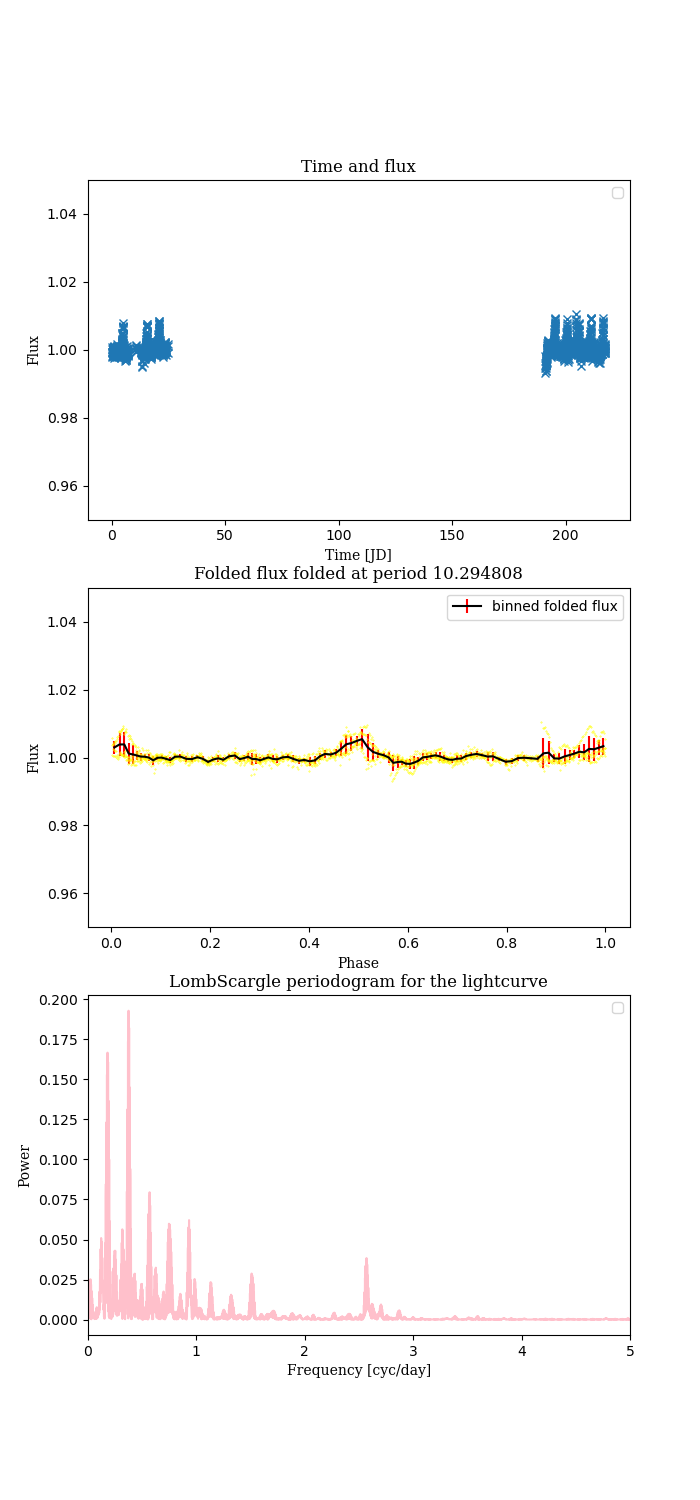 Time and flux
1.04
1.02
1.00
0.98
0.96
Flux
0 50 100 150 200
Time [JD]
Folded flux folded at period 10.294808
binned folded flux
1.04
1.02
1.00
0.98
0.96
Flux
0.0 0.2 0.4 0.6 0.8 1.0
Phase
LombScargle periodogram for the lightcurve
0.200
0.175
0.150
0.125
0.100
0.075
0.050
0.025
0.000
Power
0 1 2 3 4 5
Frequency [cyc/day]